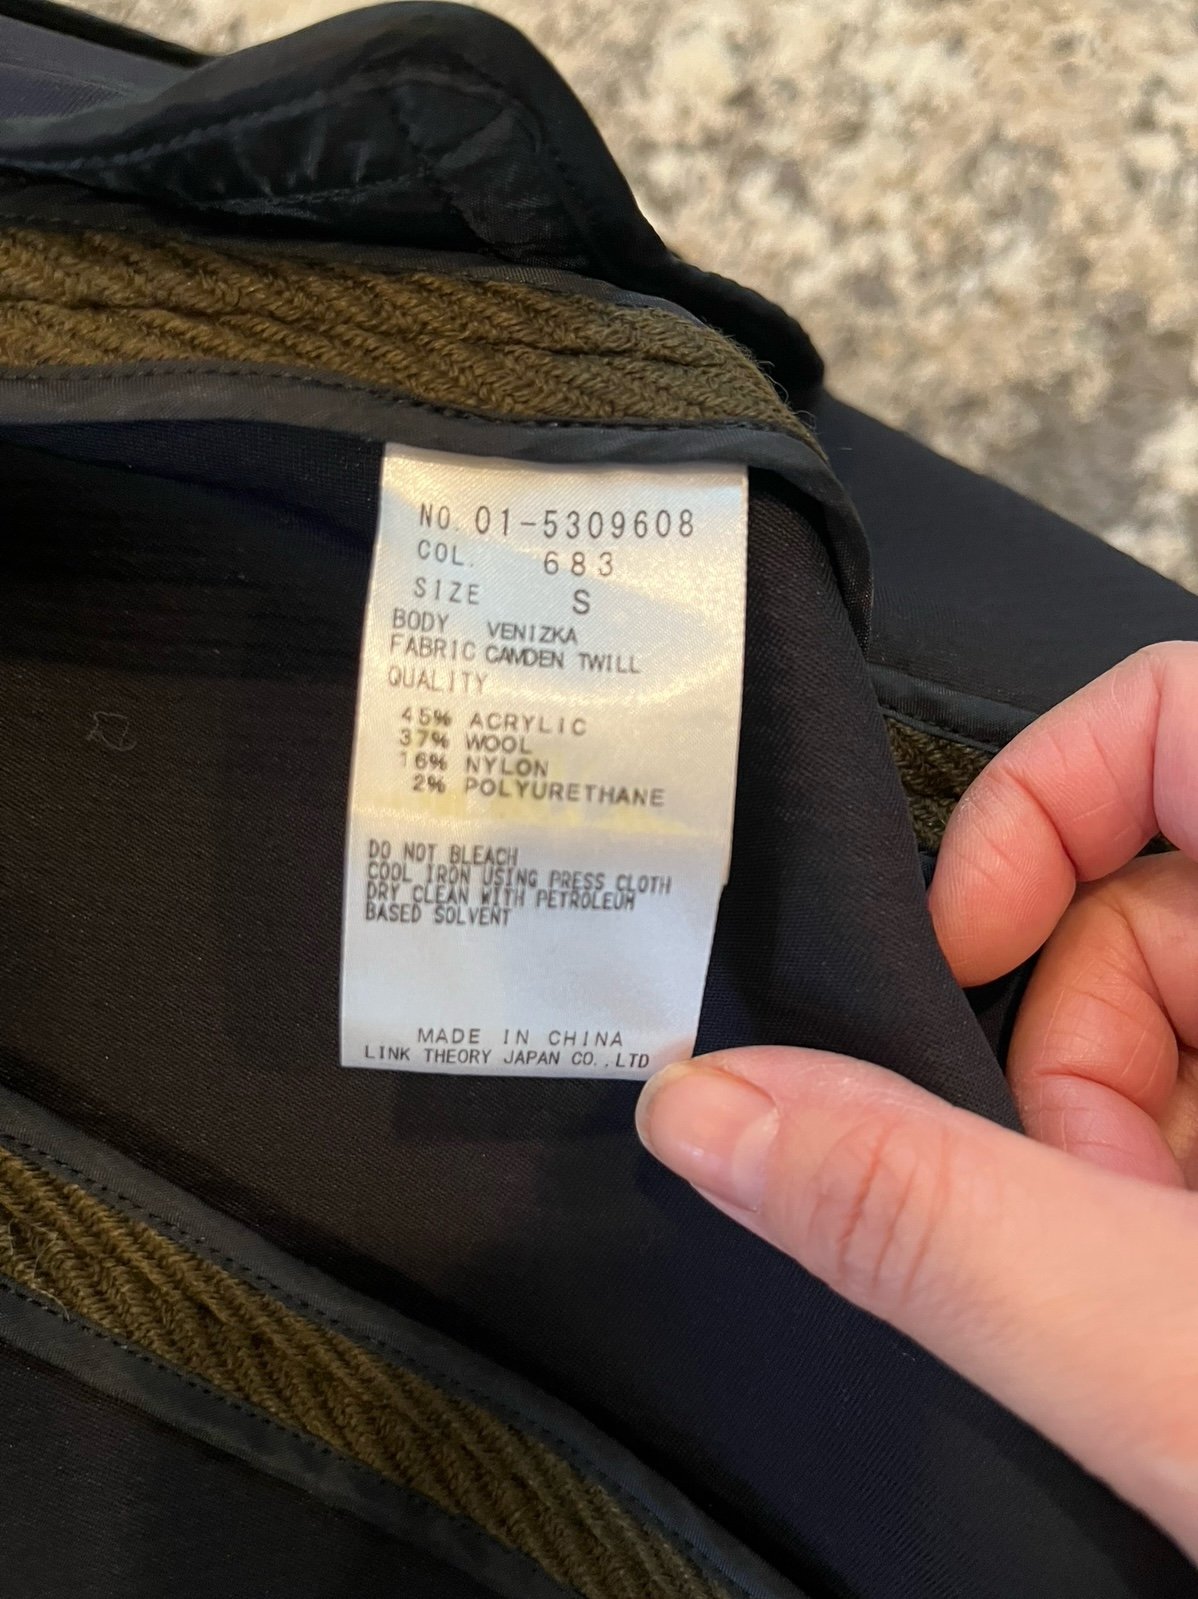 NO. 01-5309608
COL. 683
SIZE S
BODY VENIZKA
FABRIC CAMDEN TWILL
QUALITY
45% ACRYLIC
37% WOOL
16% NYLON
2% POLYURETHANE
DO NOT BLEACH
COOL IRON USING PRESS CLOTH
DRY CLEAN WITH PETROLEUM
BASED SOLVENT
MADE IN CHINA
LINK THEORY JAPAN CO.,LTD